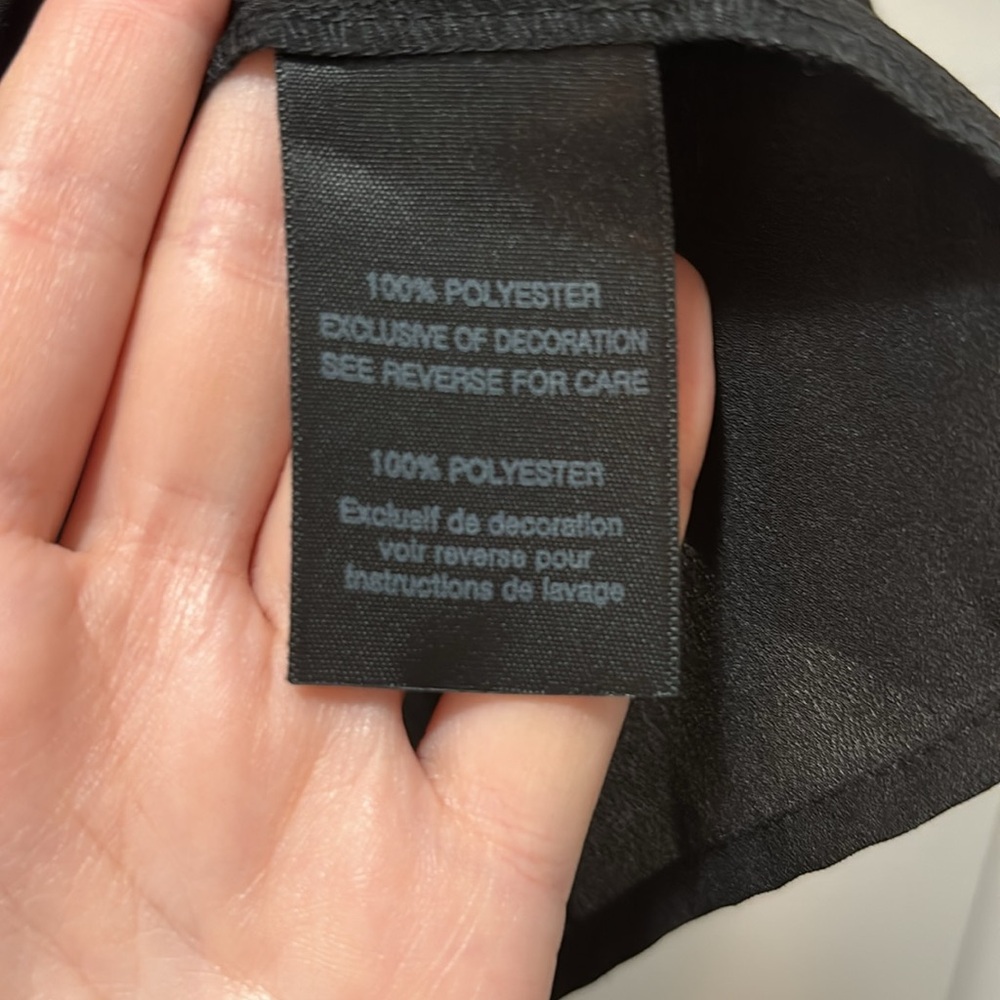 100% POLYESTER
EXCLUSIVE OF DECORATION
SEE REVERSE FOR CARE
100% POLYESTER
Exclusif de decoration
voir reverse pour
instructions de lavage